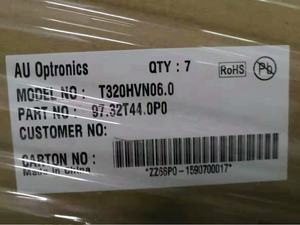 AU Optronics QTY : 7 RoHS Pb
MODEL NO : T320HVN06.0
PART NO : 97.32T44.0P0
CUSTOMER NO:
CARTON NO :
Made in China *ZZ66P0-1590700017*